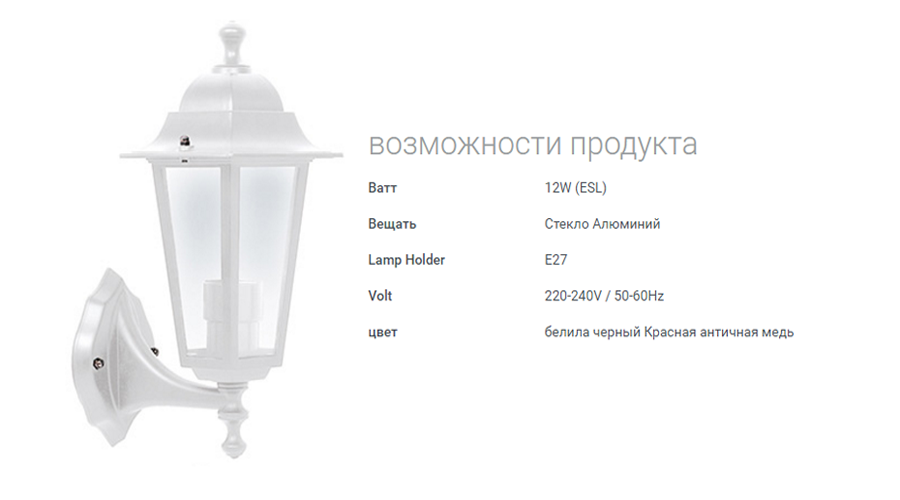 возможности продукта
Ватт 12W (ESL)
Вещать Стекло Алюминий
Lamp Holder E27
Volt 220-240V / 50-60Hz
цвет белила черный Красная античная медь